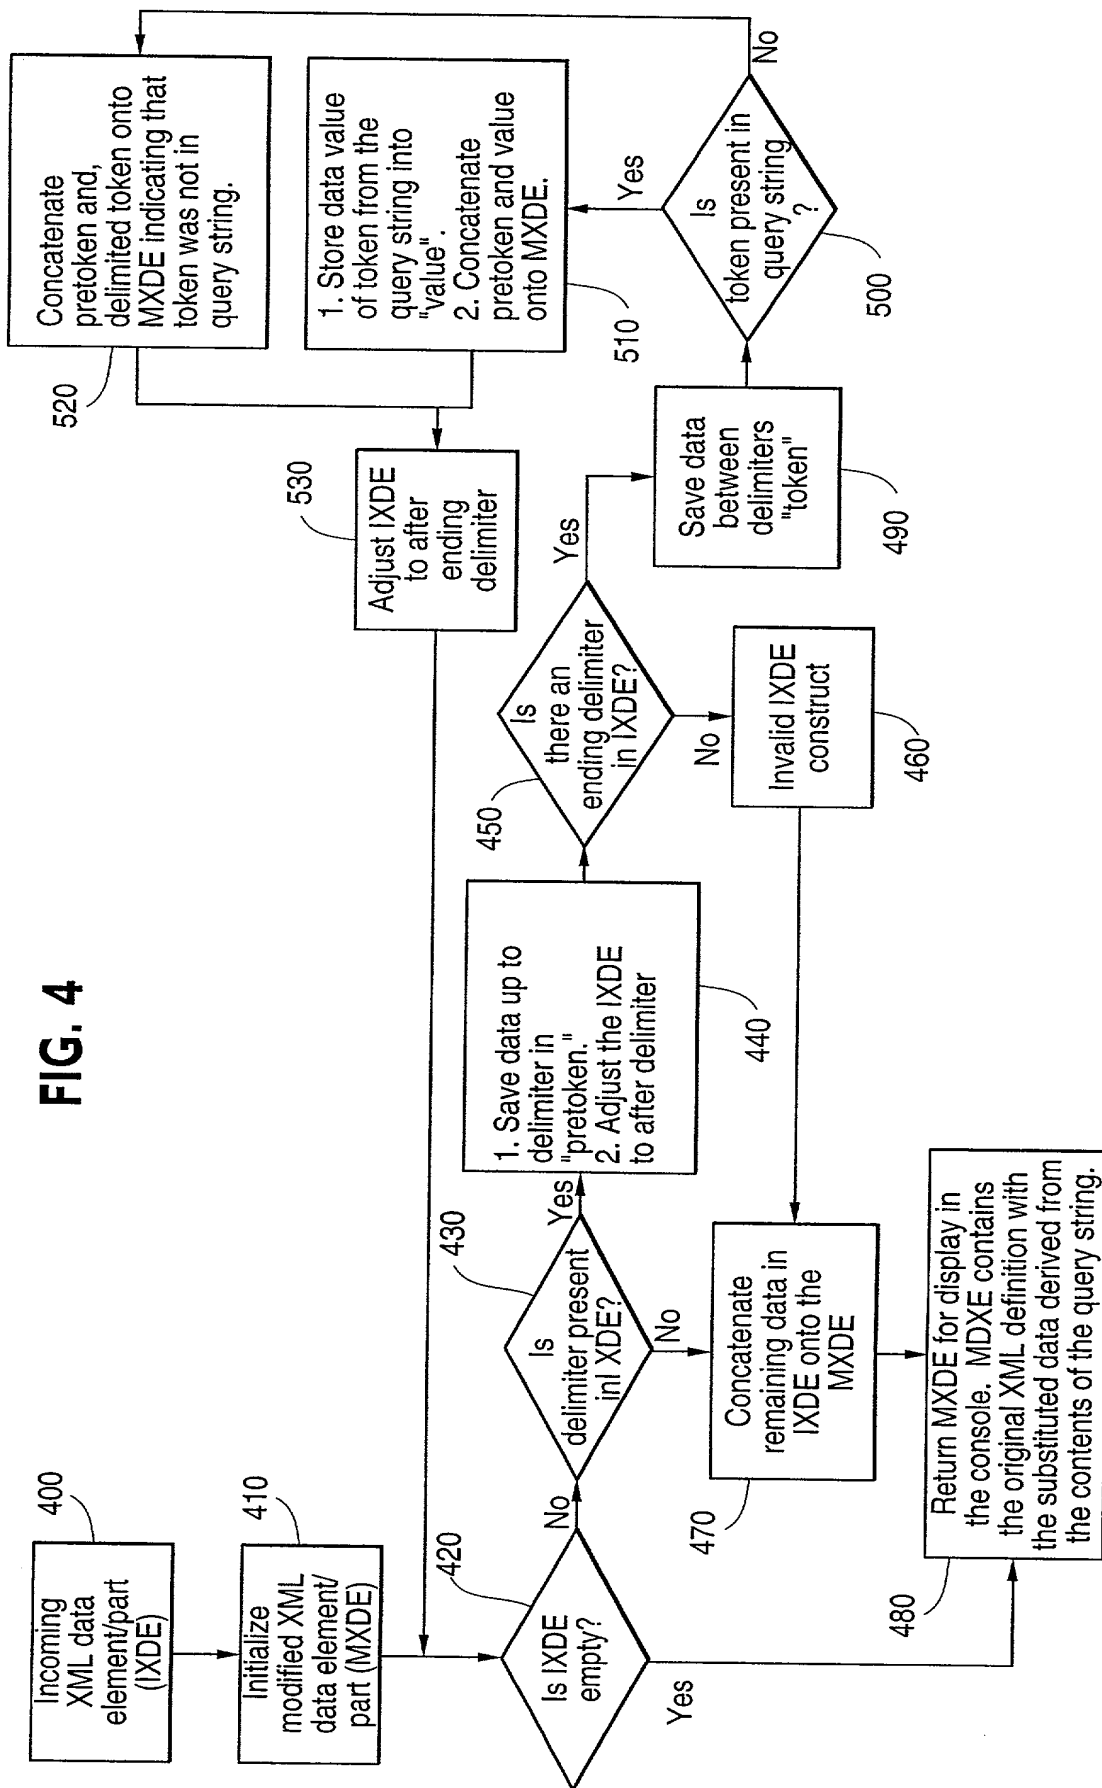 FIG. 4
Incoming
XML data
element/part
(IXDE)
400
Initialize
modified XML
data element/
part (MXDE)
410
Is IXDE
empty?
420
No
Yes
Is
delimiter present
inI XDE?
430
Yes
No
1. Save data up to
delimiter in
"pretoken."
2. Adjust the IXDE
to after delimiter
440
Is
there an
ending delimiter
in IXDE?
450
Yes
No
Invalid IXDE
construct
460
Concatenate
remaining data in
IXDE onto the
MXDE
470
Return MXDE for display in
the console. MDXE contains
the original XML definition with
the substituted data derived from
the contents of the query string.
480
Save data
between
delimiters
"token"
490
Is
token present in
query string
?
500
Yes
No
1. Store data value
of token from the
query string into
"value".
2. Concatenate
pretoken and value
onto MXDE.
510
Concatenate
pretoken and,
delimited token onto
MXDE indicating that
token was not in
query string.
520
Adjust IXDE
to after
ending
delimiter
530